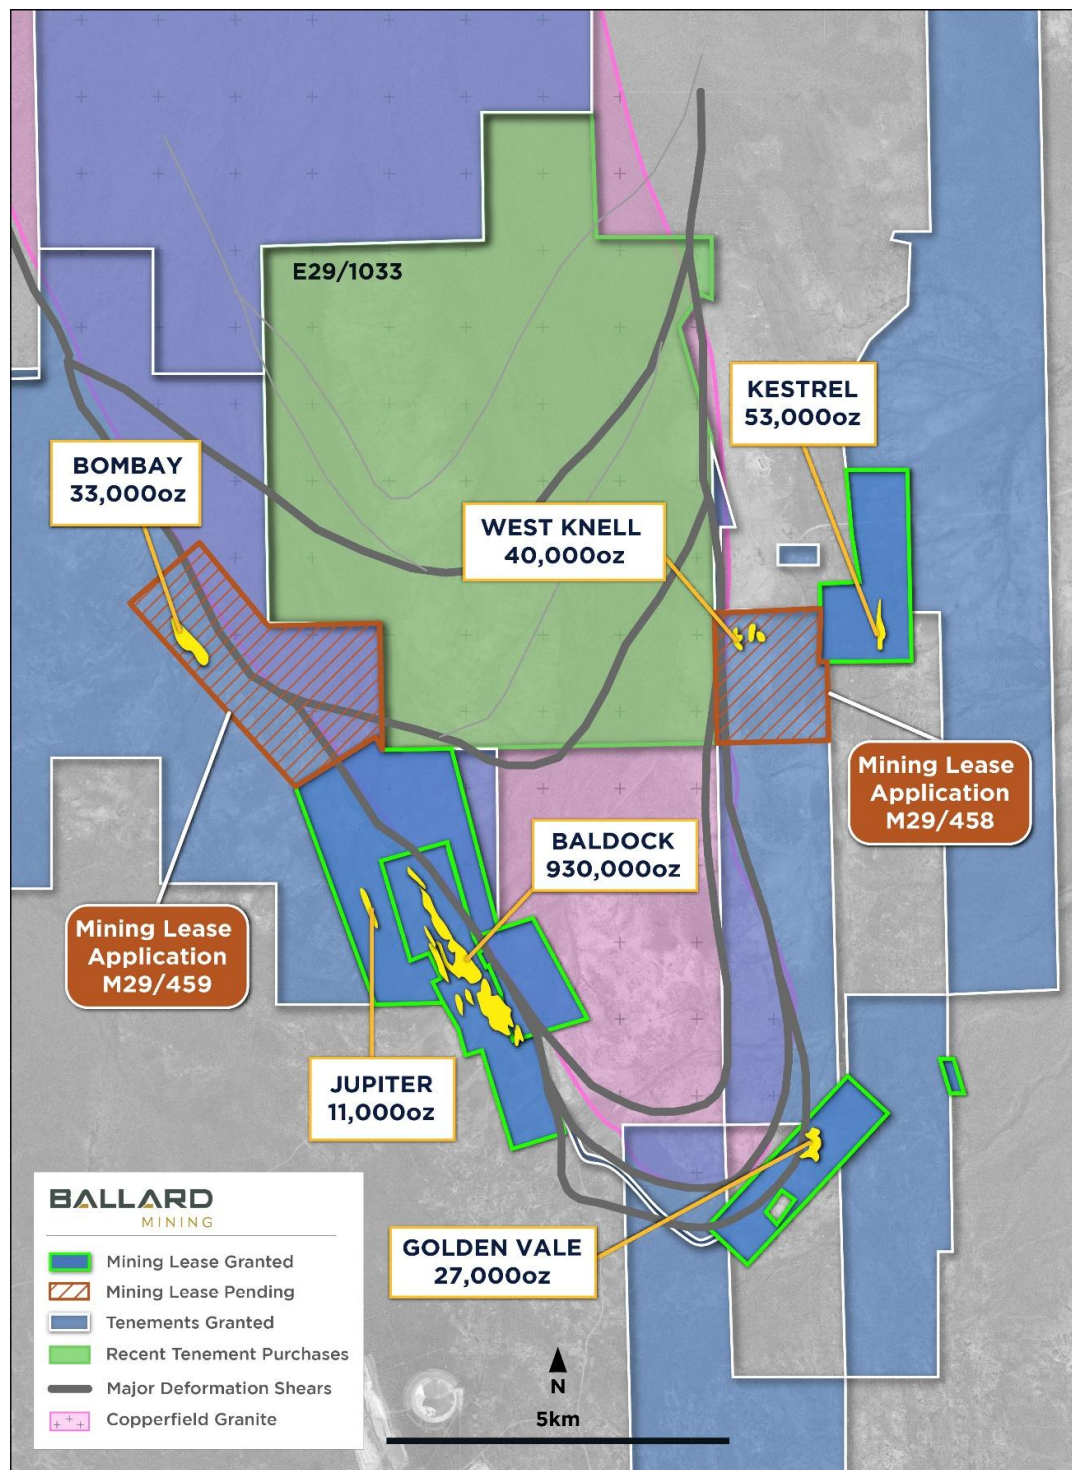 E29/1033
KESTREL
53,000oz
BOMBAY
33,000oz
WEST KNELL
40,000oz
Mining Lease
Application
M29/458
BALDOCK
930,000oz
Mining Lease
Application
M29/459
JUPITER
11,000oz
GOLDEN VALE
27,000oz
BALLARD
MINING
Mining Lease Granted
Mining Lease Pending
Tenements Granted
Recent Tenement Purchases
Major Deformation Shears
Copperfield Granite
N
5km